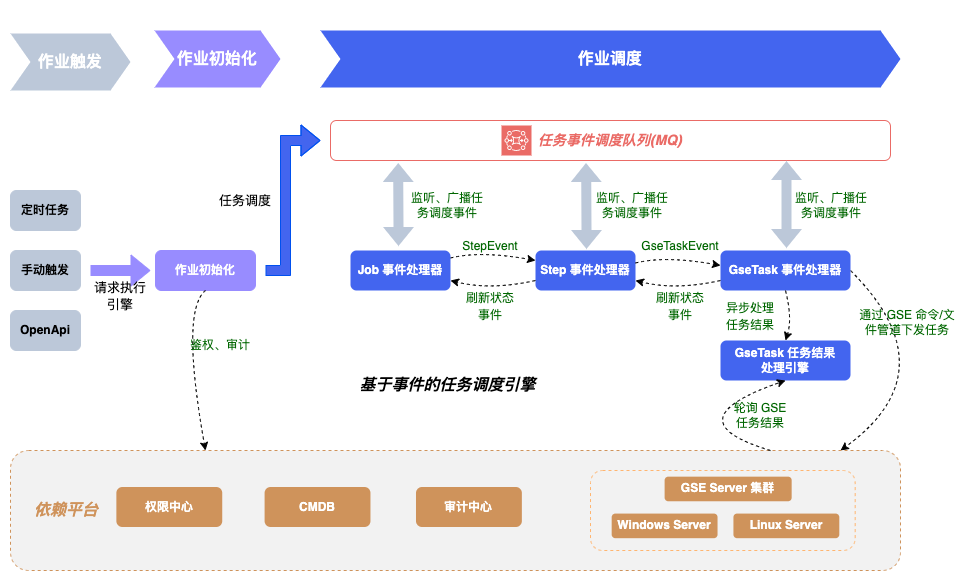 作业触发
作业初始化
作业调度
任务事件调度队列(MQ)
任务调度
监听、广播任
务调度事件
监听、广播任
务调度事件
监听、广播任
务调度事件
定时任务
手动触发
OpenApi
请求执行
引擎
作业初始化
Job 事件处理器
StepEvent
刷新状态
事件
Step 事件处理器
GseTaskEvent
刷新状态
事件
GseTask 事件处理器
异步处理
任务结果
通过 GSE 命令/文
件管道下发任务
鉴权、审计
GseTask 任务结果
处理引擎
基于事件的任务调度引擎
轮询 GSE
任务结果
依赖平台
权限中心
CMDB
审计中心
GSE Server 集群
Windows Server
Linux Server